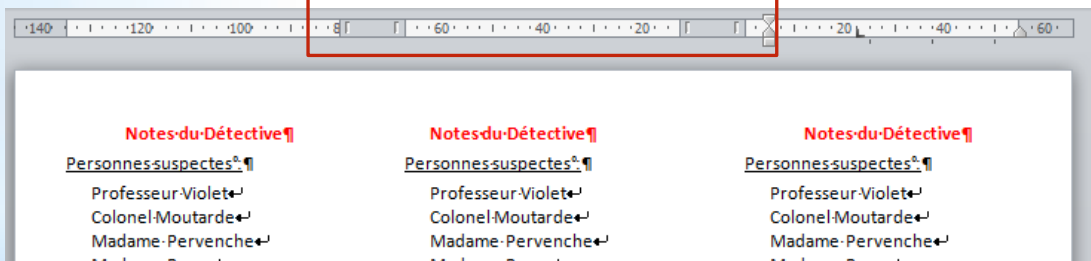 ·140· ı · · · ·120· · · ı · · ·100· · · ı · · 8 · · 60 · · · ı · · · 40 · · · ı · · · 20 · · · ı · · · 20 · · ı · · · 40 · · · ı · 60 ·
Notes·du·Détective¶ Notes·du·Détective¶ Notes·du·Détective¶
Personnes·suspectes°:¶ Personnes·suspectes°:¶ Personnes·suspectes°:¶
Professeur·Violet↵ Professeur·Violet↵ Professeur·Violet↵
Colonel·Moutarde↵ Colonel·Moutarde↵ Colonel·Moutarde↵
Madame·Pervenche↵ Madame·Pervenche↵ Madame·Pervenche↵